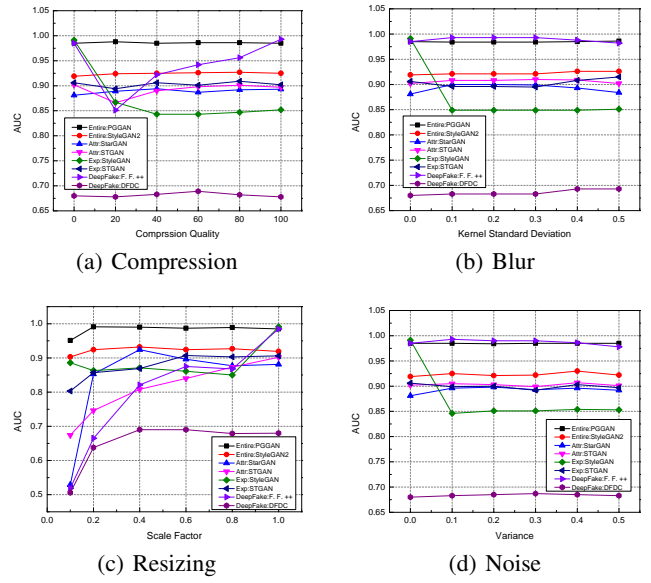 1.05
1.00
0.95
0.90
0.85
0.80
0.75
0.70
0.65
AUC
Entire:PGGAN
Entire:StyleGAN2
Attr:StarGAN
Attr:STGAN
Exp:StyleGAN
Exp:STGAN
DeepFake:F. F. ++
DeepFake:DFDC
0 20 40 60 80 100
Comprssion Quality
(a) Compression
1.05
1.00
0.95
0.90
0.85
0.80
0.75
0.70
0.65
AUC
Entire:PGGAN
Entire:StyleGAN2
Attr:StarGAN
Attr:STGAN
Exp:StyleGAN
Exp:STGAN
DeepFake:F. F. ++
DeepFake:DFDC
0.0 0.1 0.2 0.3 0.4 0.5
Kernel Standard Deviation
(b) Blur
1.0
0.9
0.8
0.7
0.6
0.5
AUC
Entire:PGGAN
Entire:StyleGAN2
Attr:StarGAN
Attr:STGAN
Exp:StyleGAN
Exp:STGAN
DeepFake:F. F. ++
DeepFake:DFDC
0.0 0.2 0.4 0.6 0.8 1.0
Scale Factor
(c) Resizing
1.05
1.00
0.95
0.90
0.85
0.80
0.75
0.70
0.65
AUC
Entire:PGGAN
Entire:StyleGAN2
Attr:StarGAN
Attr:STGAN
Exp:StyleGAN
Exp:STGAN
DeepFake:F. F. ++
DeepFake:DFDC
0.0 0.1 0.2 0.3 0.4 0.5
Variance
(d) Noise